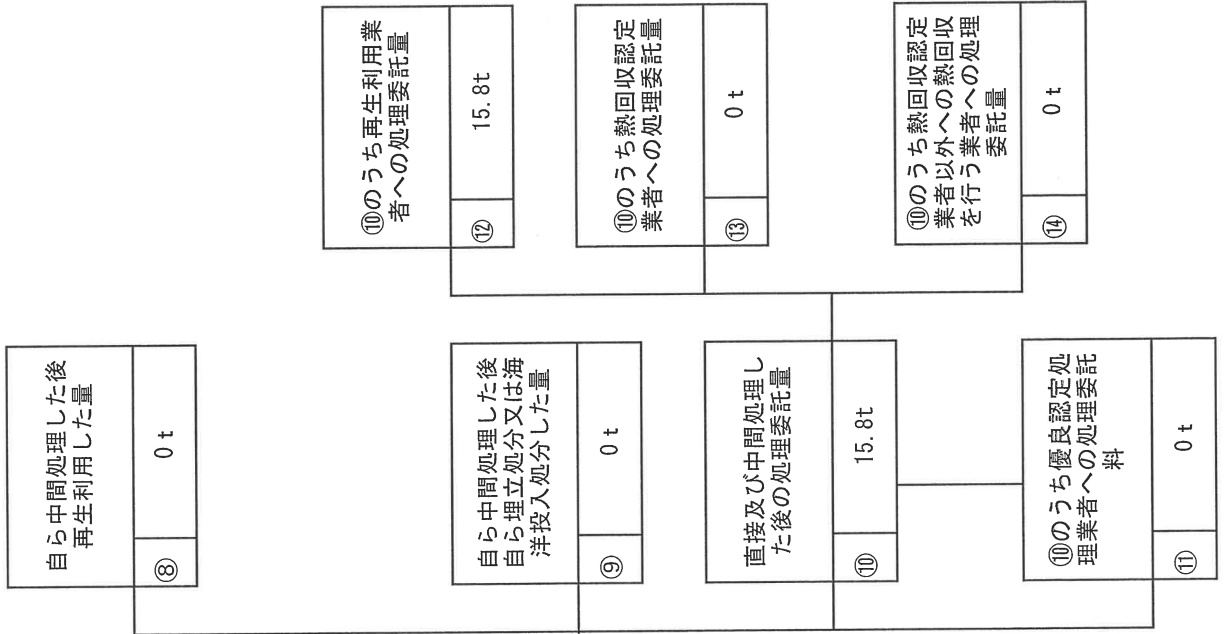 自ら中間処理した後
再生利用した量
⑧
0 t
自ら中間処理した後
自ら埋立処分又は海
洋投入処分した量
⑨
0 t
直接及び中間処理し
た後の処理委託量
⑩
15.8t
⑩のうち優良認定処
理業者への処理委託
料
⑪
0 t
⑩のうち再生利用業
者への処理委託量
⑫
15.8t
⑩のうち熱回収認定
業者への処理委託量
⑬
0 t
⑩のうち熱回収認定
業者以外への熱回収
を行う業者への処理
委託量
⑭
0 t